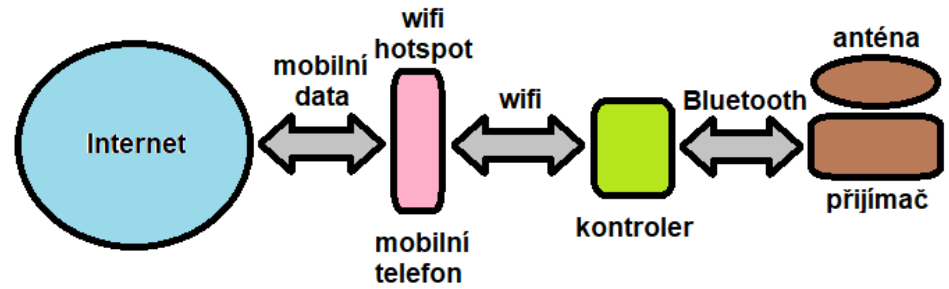 Internet
mobilní
data
wifi
hotspot
mobilní
telefon
wifi
kontroler
Bluetooth
anténa
přijímač